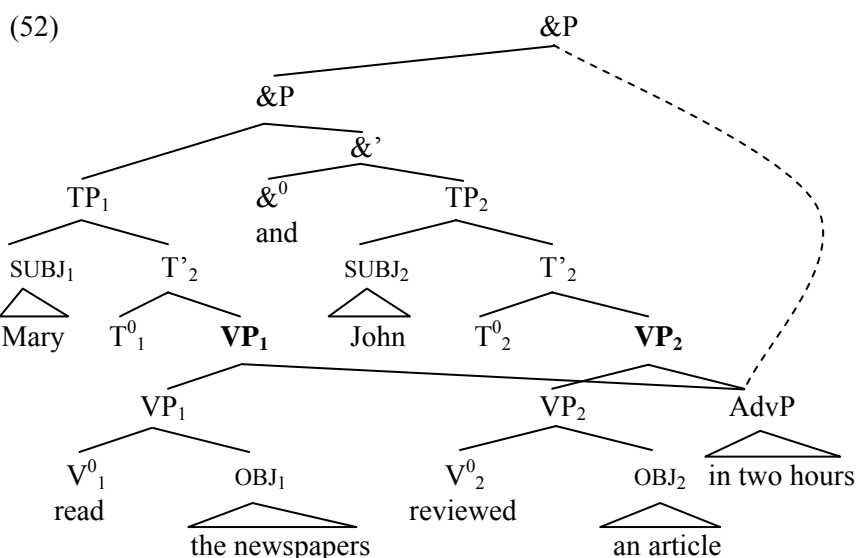 (52) &P
&P
&’
TP₁ &⁰ TP₂
and
SUBJ₁ T’₂ SUBJ₂ T’₂
Mary T⁰₁ VP₁ John T⁰₂ VP₂
VP₁ VP₂ AdvP
V⁰₁ OBJ₁ V⁰₂ OBJ₂ in two hours
read reviewed
the newspapers an article